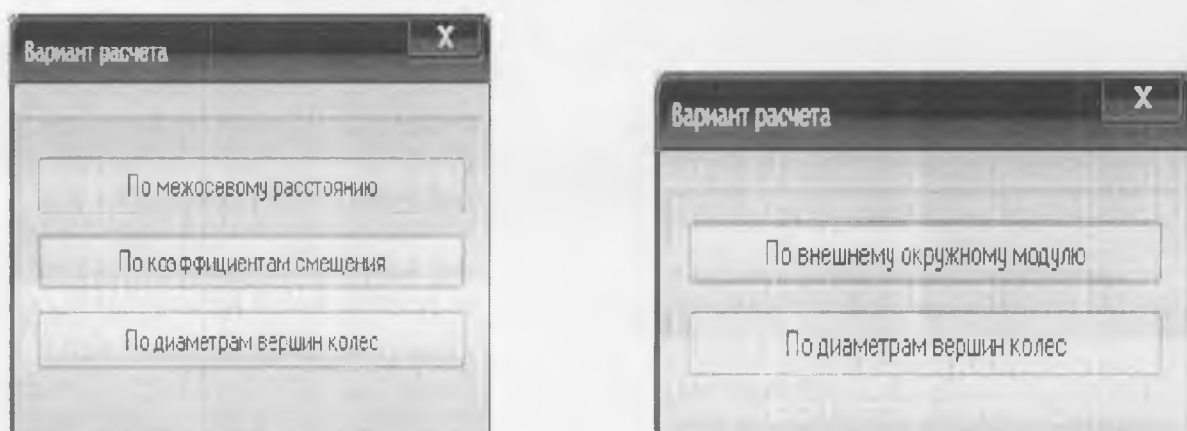 Вариант расчета
X
По межосевому расстоянию
По коэффициентам смещения
По диаметрам вершин колес
Вариант расчета
X
По внешнему окружному модулю
По диаметрам вершин колес